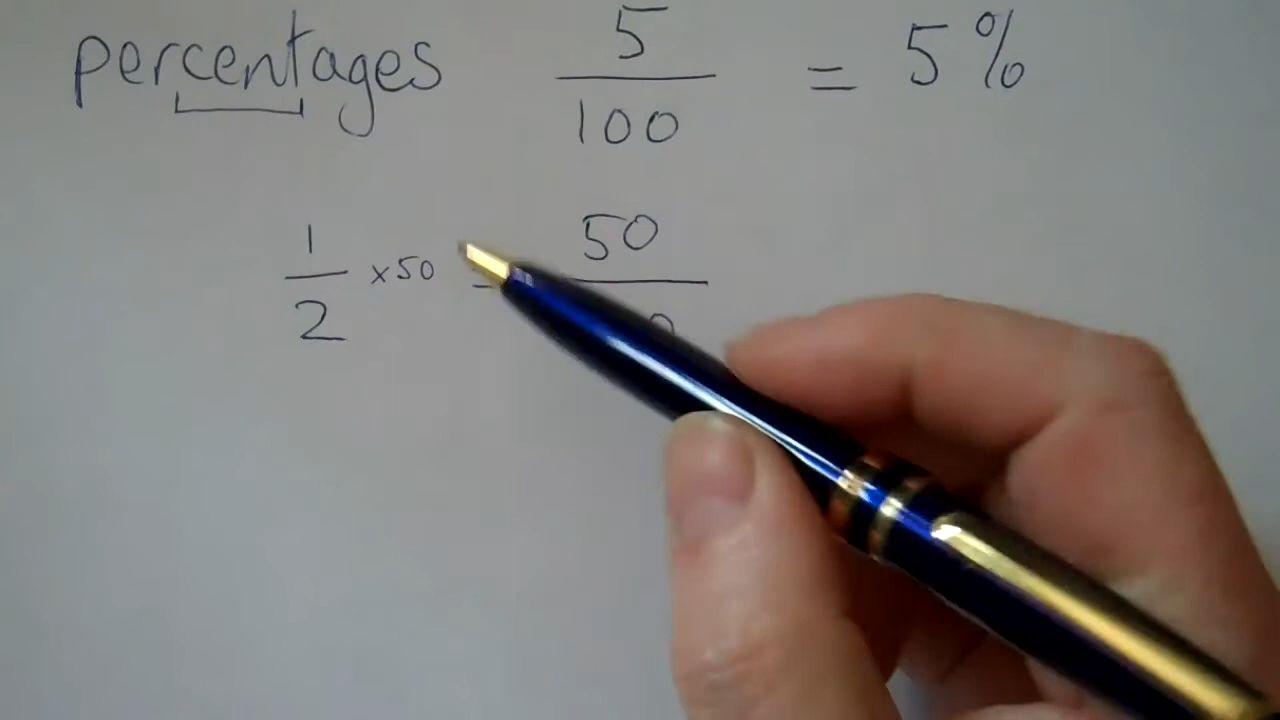 percentages 5/100 = 5%
1/2 ×50 = 50/